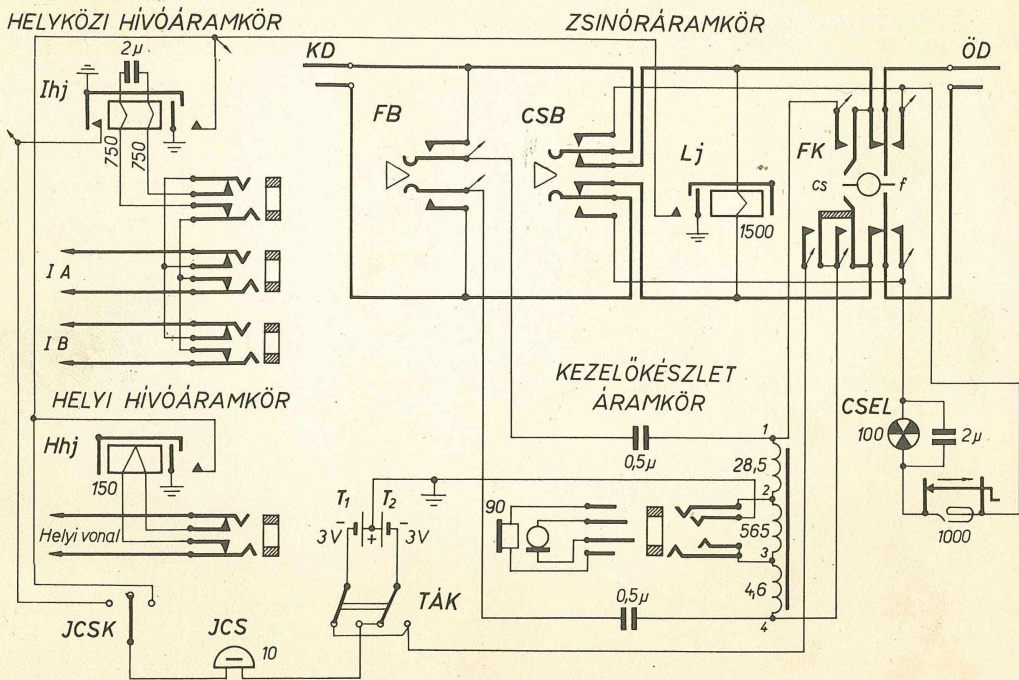 HELYKÖZI HÍVÓÁRAMKÖR
ZSINÓRÁRAMKÖR
2µ
KD
ÖD
Ihj
FB
CSB
Lj
FK
cs
f
750
750
1500
I A
I B
HELYI HÍVÓÁRAMKÖR
KEZELŐKÉSZLET
ÁRAMKÖR
CSEL
100
2µ
Hhj
150
0,5µ
1
28,5
2
565
3
4,6
4
1000
T1
T2
3V
−
+
−
3V
90
Helyi vonal
TÁK
0,5µ
JCSK
JCS
10